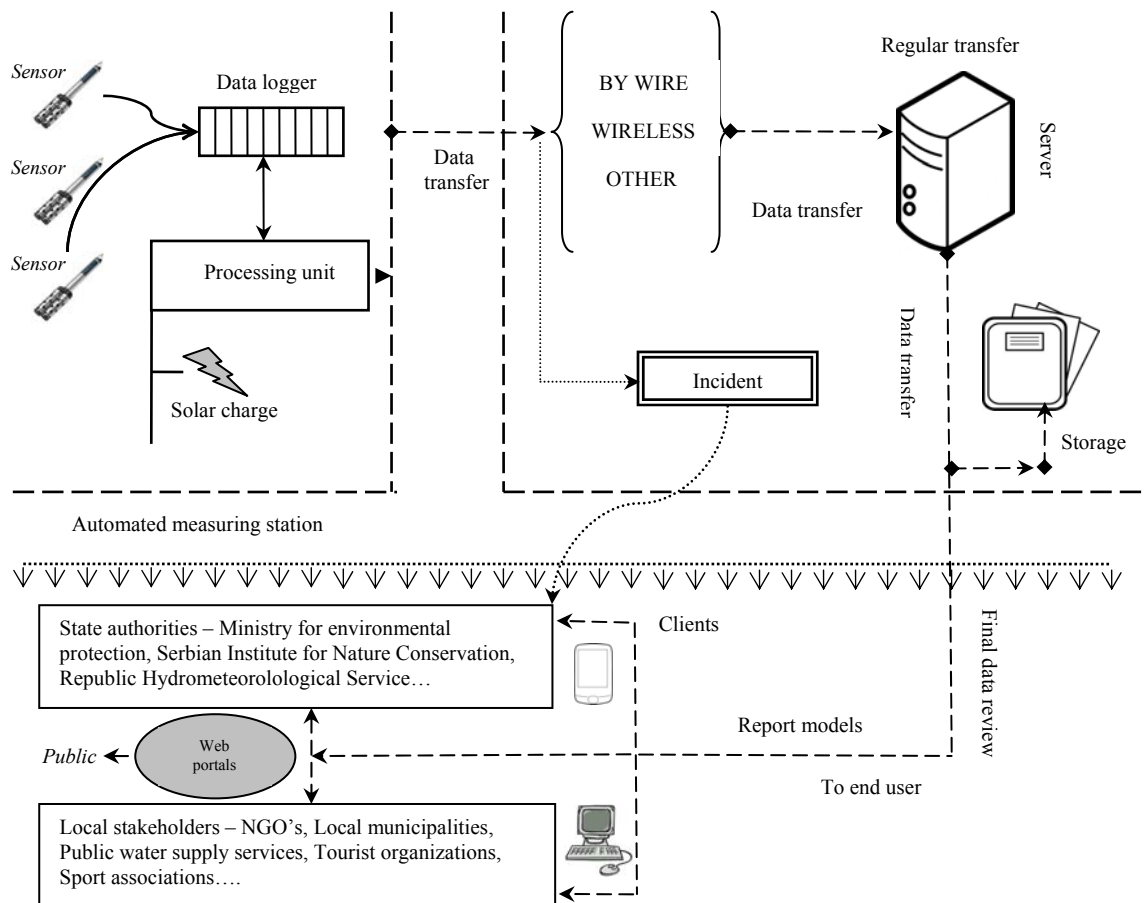 Sensor
Data logger
Sensor
Sensor
Processing unit
Solar charge
Data
transfer
BY WIRE
WIRELESS
OTHER
Data transfer
Regular transfer
Server
Data transfer
Incident
Storage
Automated measuring station
Clients
State authorities – Ministry for environmental
protection, Serbian Institute for Nature Conservation,
Republic Hydrometeorolological Service…
Final data review
Report models
Public
Web
portals
To end user
Local stakeholders – NGO’s, Local municipalities,
Public water supply services, Tourist organizations,
Sport associations….